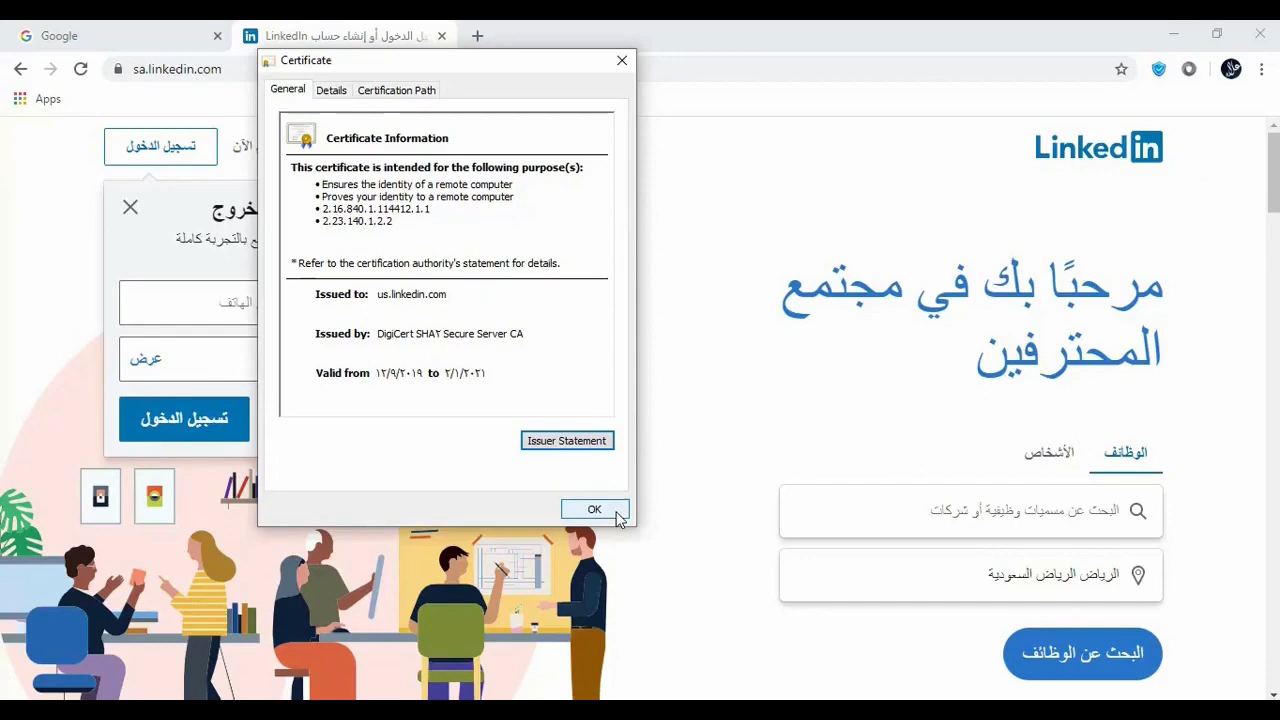 Google
LinkedIn يل الدخول أو إنشاء حساب
sa.linkedin.com
Apps
Certificate
General
Details
Certification Path
Certificate Information
This certificate is intended for the following purpose(s):
• Ensures the identity of a remote computer
• Proves your identity to a remote computer
• 2.16.840.1.114412.1.1
• 2.23.140.1.2.2
* Refer to the certification authority's statement for details.
Issued to: us.linkedin.com
Issued by: DigiCert SHA٢ Secure Server CA
Valid from ١٢/٩/٢٠١٩ to ٢/١/٢٠٢١
Issuer Statement
OK
Linkedin
تسجيل الدخول
الآن
بالتجربة كاملة
الهاتف
عرض
تسجيل الدخول
مرحبًا بك في مجتمع
المحترفين
الوظائف
الأشخاص
البحث عن مسميات وظيفية أو شركات
الرياض الرياض السعودية
البحث عن الوظائف